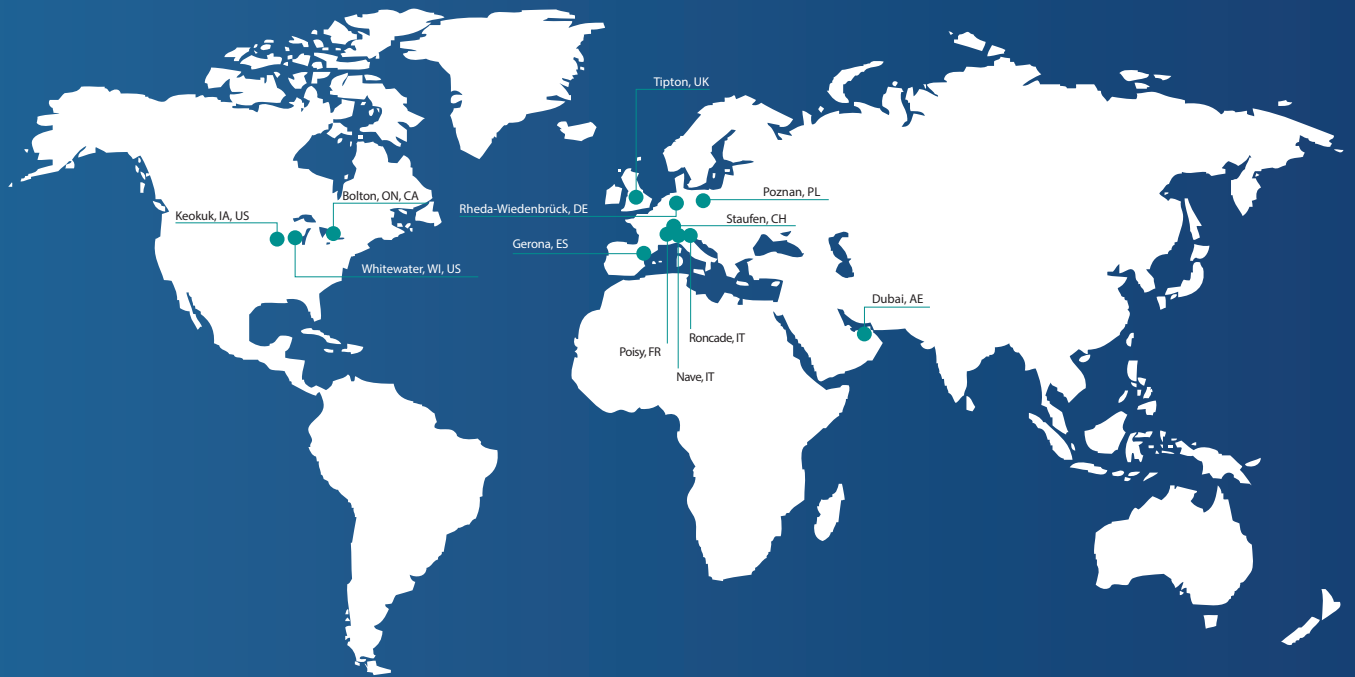 Tipton, UK
Bolton, ON, CA
Poznan, PL
Rheda-Wiedenbrück, DE
Keokuk, IA, US
Staufen, CH
Gerona, ES
Whitewater, WI, US
Dubai, AE
Roncade, IT
Poisy, FR
Nave, IT